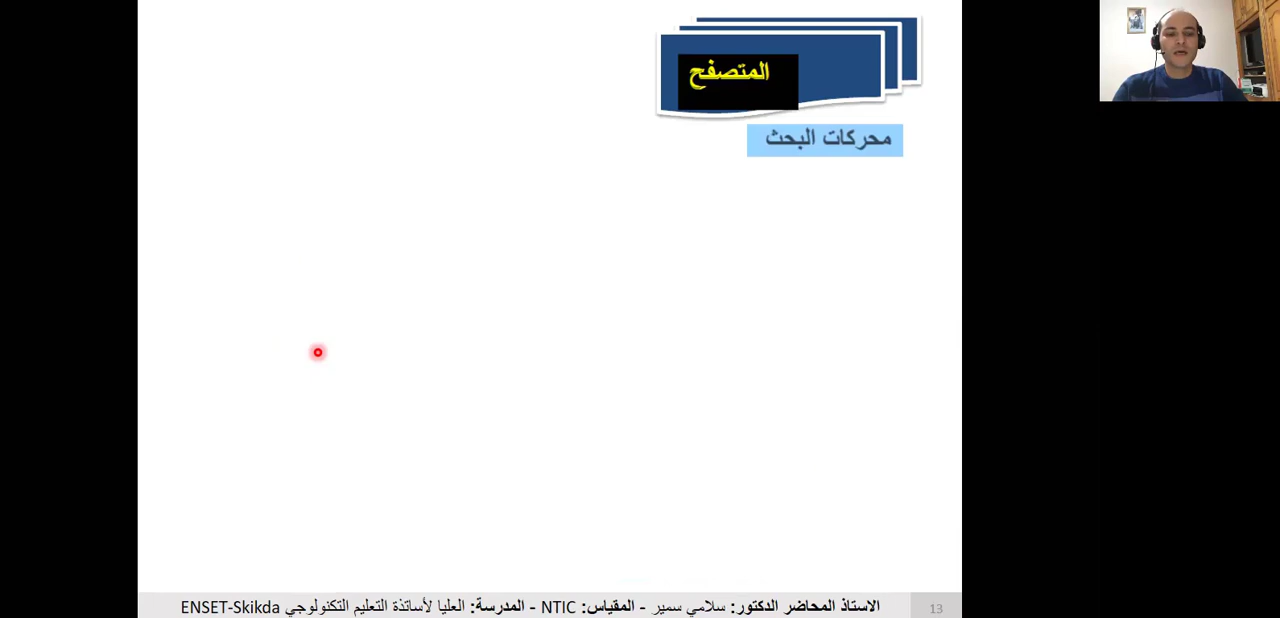 المتصفح
محركات البحث
الاستاذ المحاضر الدكتور: سلامي سمير - المقياس: NTIC - المدرسة: العليا لأساتذة التعليم التكنولوجي ENSET-Skikda
13